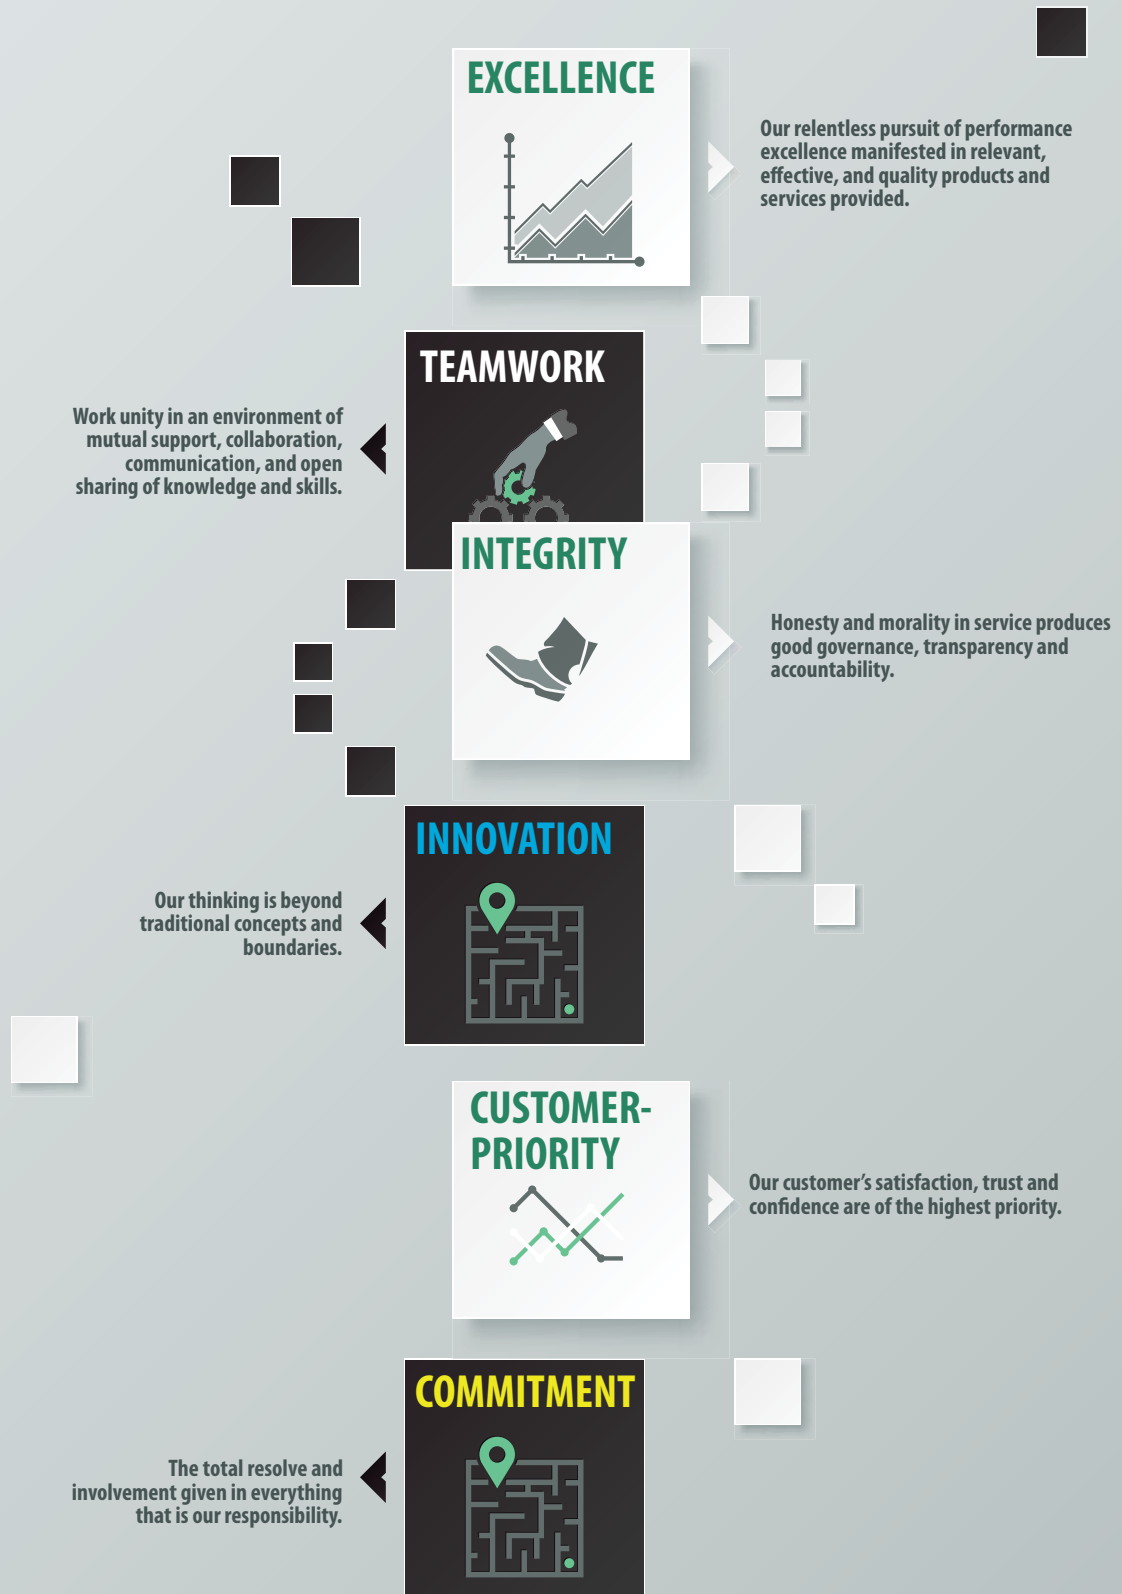 EXCELLENCE
Our relentless pursuit of performance
excellence manifested in relevant,
effective, and quality products and
services provided.
TEAMWORK
Work unity in an environment of
mutual support, collaboration,
communication, and open
sharing of knowledge and skills.
INTEGRITY
Honesty and morality in service produces
good governance, transparency and
accountability.
INNOVATION
Our thinking is beyond
traditional concepts and
boundaries.
CUSTOMER-
PRIORITY
Our customer’s satisfaction, trust and
confidence are of the highest priority.
COMMITMENT
The total resolve and
involvement given in everything
that is our responsibility.